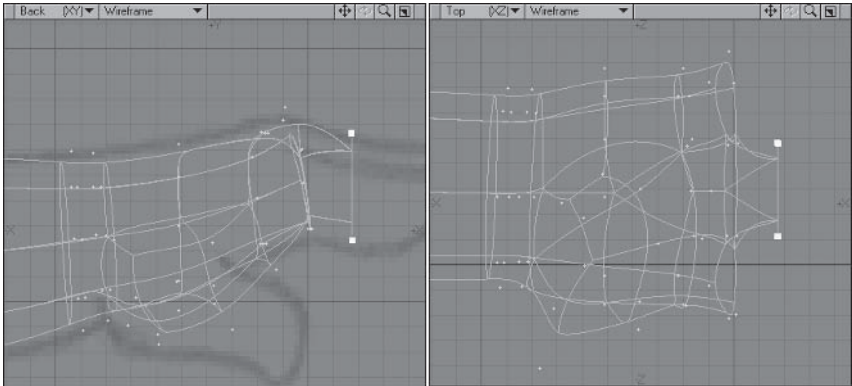 Back (XY) Wireframe
Top (XZ) Wireframe
+Y
+Z
-X
+X
-X
+X
-Z